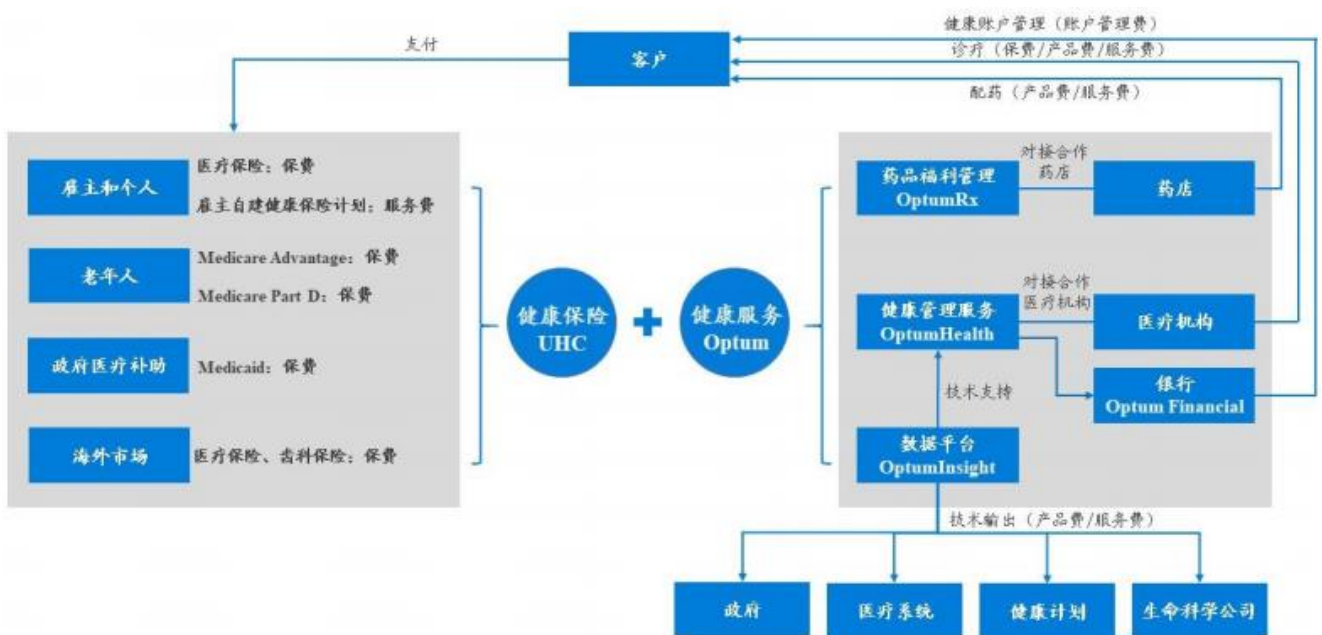 健康账户管理（账户管理费）
支付
客户
诊疗（保费/产品费/服务费）
配药（产品费/服务费）
雇主和个人
医疗保险：保费
雇主自建健康保险计划：服务费
老年人
Medicare Advantage：保费
Medicare Part D：保费
政府医疗补助
Medicaid：保费
海外市场
医疗保险、齿科保险：保费
健康保险
UHC
健康服务
Optum
药品福利管理
OptumRx
对接合作
药店
药店
健康管理服务
OptumHealth
对接合作
医疗机构
医疗机构
银行
Optum Financial
技术支持
数据平台
OptumInsight
技术输出（产品费/服务费）
政府
医疗系统
健康计划
生命科学公司